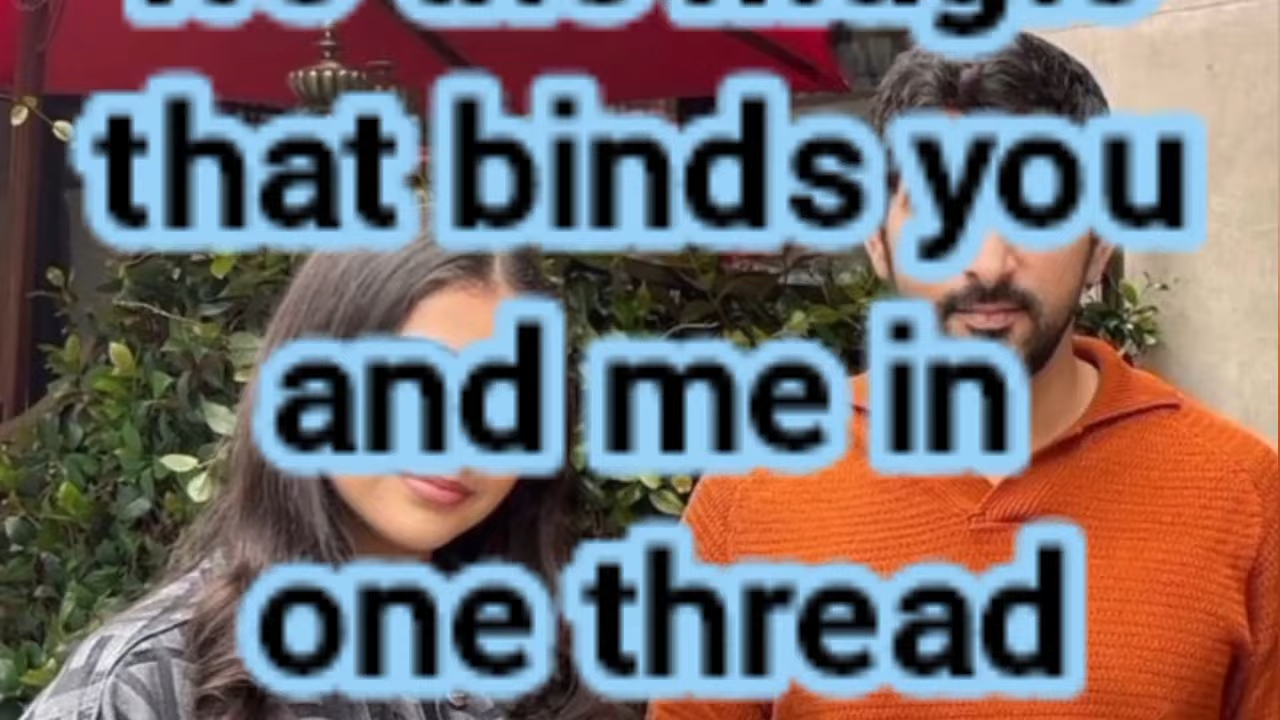 that binds you
and me in
one thread